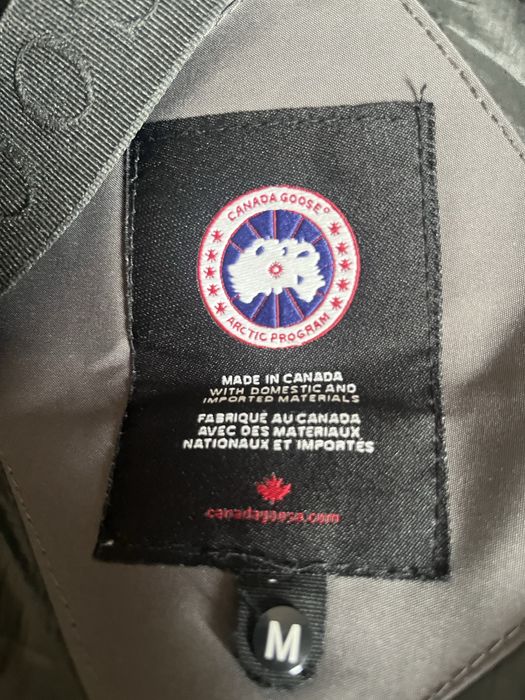 CANADA GOOSE®
ARCTIC PROGRAM
MADE IN CANADA
WITH DOMESTIC AND
IMPORTED MATERIALS
FABRIQUÉ AU CANADA
AVEC DES MATERIAUX
NATIONAUX ET IMPORTÉS
canadagoose.com
M